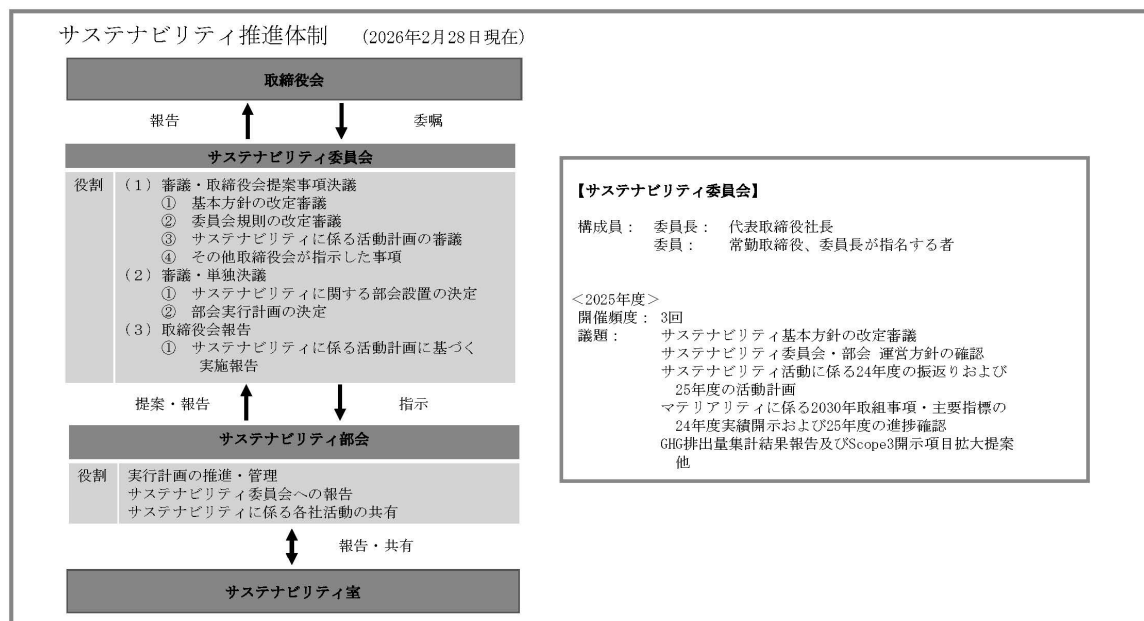 サステナビリティ推進体制 (2026年2月28日現在)
取締役会
報告 委嘱
サステナビリティ委員会
役割 (1)審議・取締役会提案事項決議
① 基本方針の改定審議
② 委員会規則の改定審議
③ サステナビリティに係る活動計画の審議
④ その他取締役会が指示した事項
(2)審議・単独決議
① サステナビリティに関する部会設置の決定
② 部会実行計画の決定
(3)取締役会報告
① サステナビリティに係る活動計画に基づく
実施報告
提案・報告 指示
サステナビリティ部会
役割 実行計画の推進・管理
サステナビリティ委員会への報告
サステナビリティに係る各社活動の共有
報告・共有
サステナビリティ室
【サステナビリティ委員会】
構成員: 委員長: 代表取締役社長
委員: 常勤取締役、委員長が指名する者
<2025年度>
開催頻度: 3回
議題: サステナビリティ基本方針の改定審議
サステナビリティ委員会・部会 運営方針の確認
サステナビリティ活動に係る24年度の振返りおよび
25年度の活動計画
マテリアリティに係る2030年取組事項・主要指標の
24年度実績開示および25年度の進捗確認
GHG排出量集計結果報告及びScope3開示項目拡大提案
他